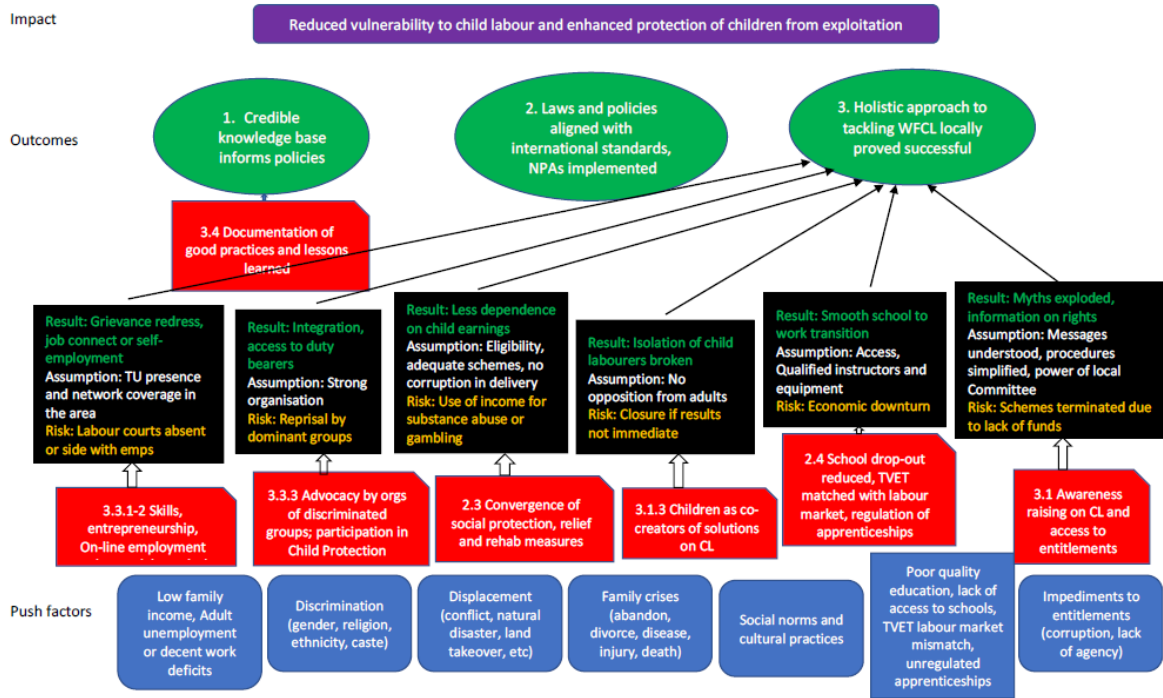 Impact
Reduced vulnerability to child labour and enhanced protection of children from exploitation
Outcomes
1. Credible
knowledge base
informs policies
2. Laws and policies
aligned with
international standards,
NPAs implemented
3. Holistic approach to
tackling WFCL locally
proved successful
3.4 Documentation of
good practices and lessons
learned
Result: Grievance redress,
job connect or self-
employment
Assumption: TU presence
and network coverage in
the area
Risk: Labour courts absent
or side with emps
Result: Integration,
access to duty
bearers
Assumption: Strong
organisation
Risk: Reprisal by
dominant groups
Result: Less dependence
on child earnings
Assumption: Eligibility,
adequate schemes, no
corruption in delivery
Risk: Use of income for
substance abuse or
gambling
Result: Isolation of child
labourers broken
Assumption: No
opposition from adults
Risk: Closure if results
not immediate
Result: Smooth school to
work transition
Assumption: Access,
Qualified instructors and
equipment
Risk: Economic downturn
Result: Myths exploded,
information on rights
Assumption: Messages
understood, procedures
simplified, power of local
Committee
Risk: Schemes terminated due
to lack of funds
3.3.1-2 Skills,
entrepreneurship,
On-line employment
3.3.3 Advocacy by orgs
of discriminated
groups; participation in
Child Protection
2.3 Convergence of
social protection, relief
and rehab measures
3.1.3 Children as co-
creators of solutions
on CL
2.4 School drop-out
reduced, TVET
matched with labour
market, regulation of
apprenticeships
3.1 Awareness
raising on CL and
access to
entitlements
Push factors
Low family
income, Adult
unemployment
or decent work
deficits
Discrimination
(gender, religion,
ethnicity, caste)
Displacement
(conflict, natural
disaster, land
takeover, etc)
Family crises
(abandon,
divorce, disease,
injury, death)
Social norms and
cultural practices
Poor quality
education, lack of
access to schools,
TVET labour market
mismatch,
unregulated
apprenticeships
Impediments to
entitlements
(corruption, lack
of agency)